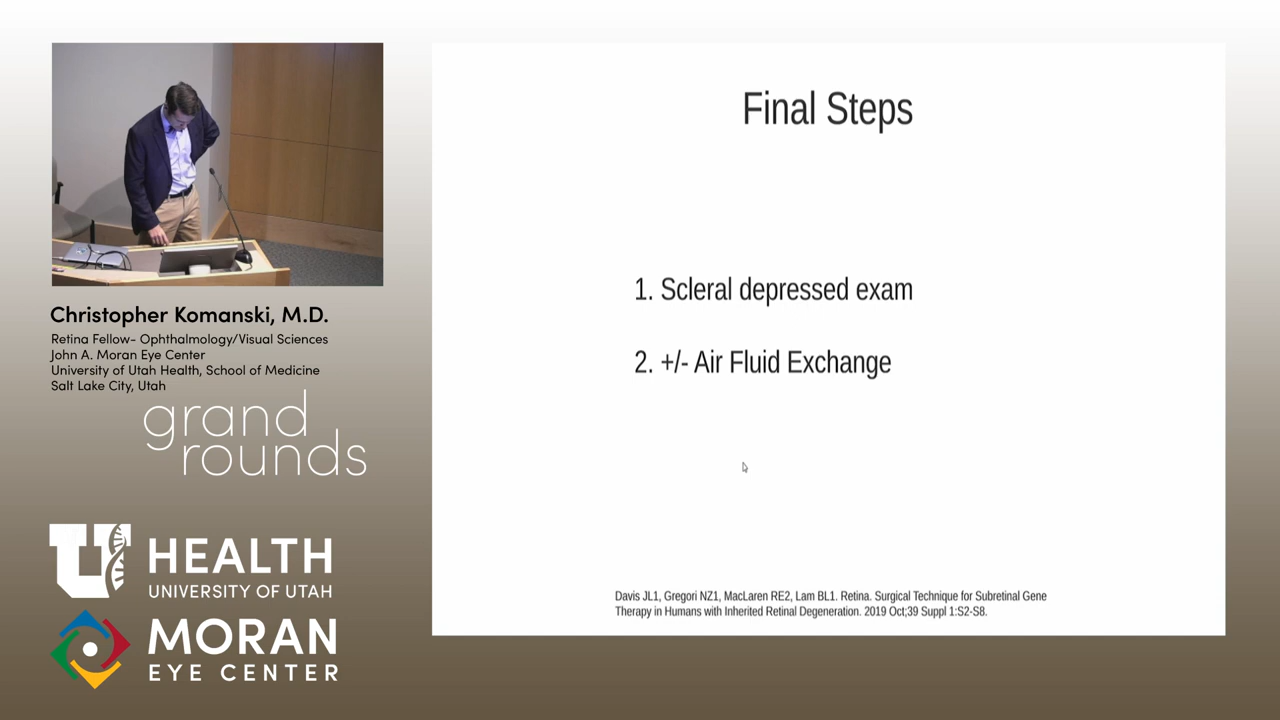 Final Steps
1. Scleral depressed exam
2. +/- Air Fluid Exchange
Davis JL1, Gregori NZ1, MacLaren RE2, Lam BL1. Retina. Surgical Technique for Subretinal Gene
Therapy in Humans with Inherited Retinal Degeneration. 2019 Oct;39 Suppl 1:S2-S8.
Christopher Komanski, M.D.
Retina Fellow- Ophthalmology/Visual Sciences
John A. Moran Eye Center
University of Utah Health, School of Medicine
Salt Lake City, Utah
grand
rounds
U HEALTH
UNIVERSITY OF UTAH
MORAN
EYE CENTER